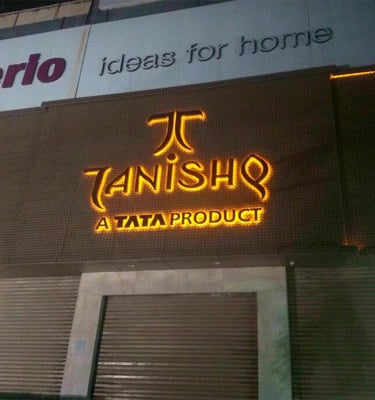 erio ideas for home
TANISHQ
A TATA PRODUCT